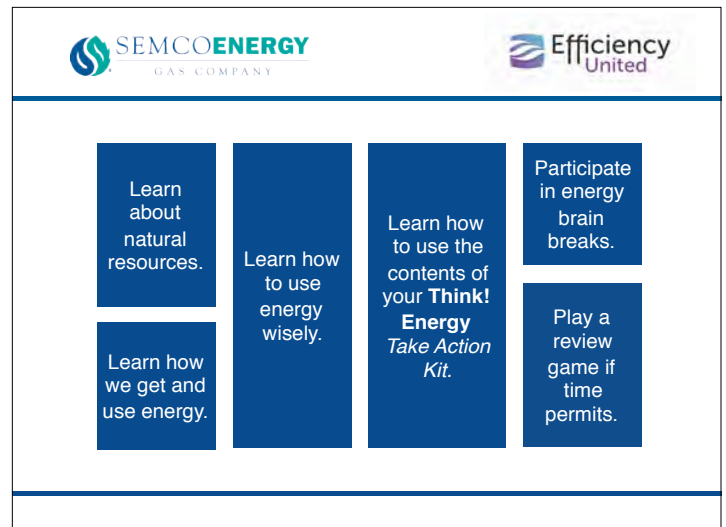 SEMCOENERGY
GAS COMPANY
Efficiency
United
Learn
about
natural
resources.
Learn how
we get and
use energy.
Learn how
to use
energy
wisely.
Learn how
to use the
contents of
your Think!
Energy
Take Action
Kit.
Participate
in energy
brain
breaks.
Play a
review
game if
time
permits.